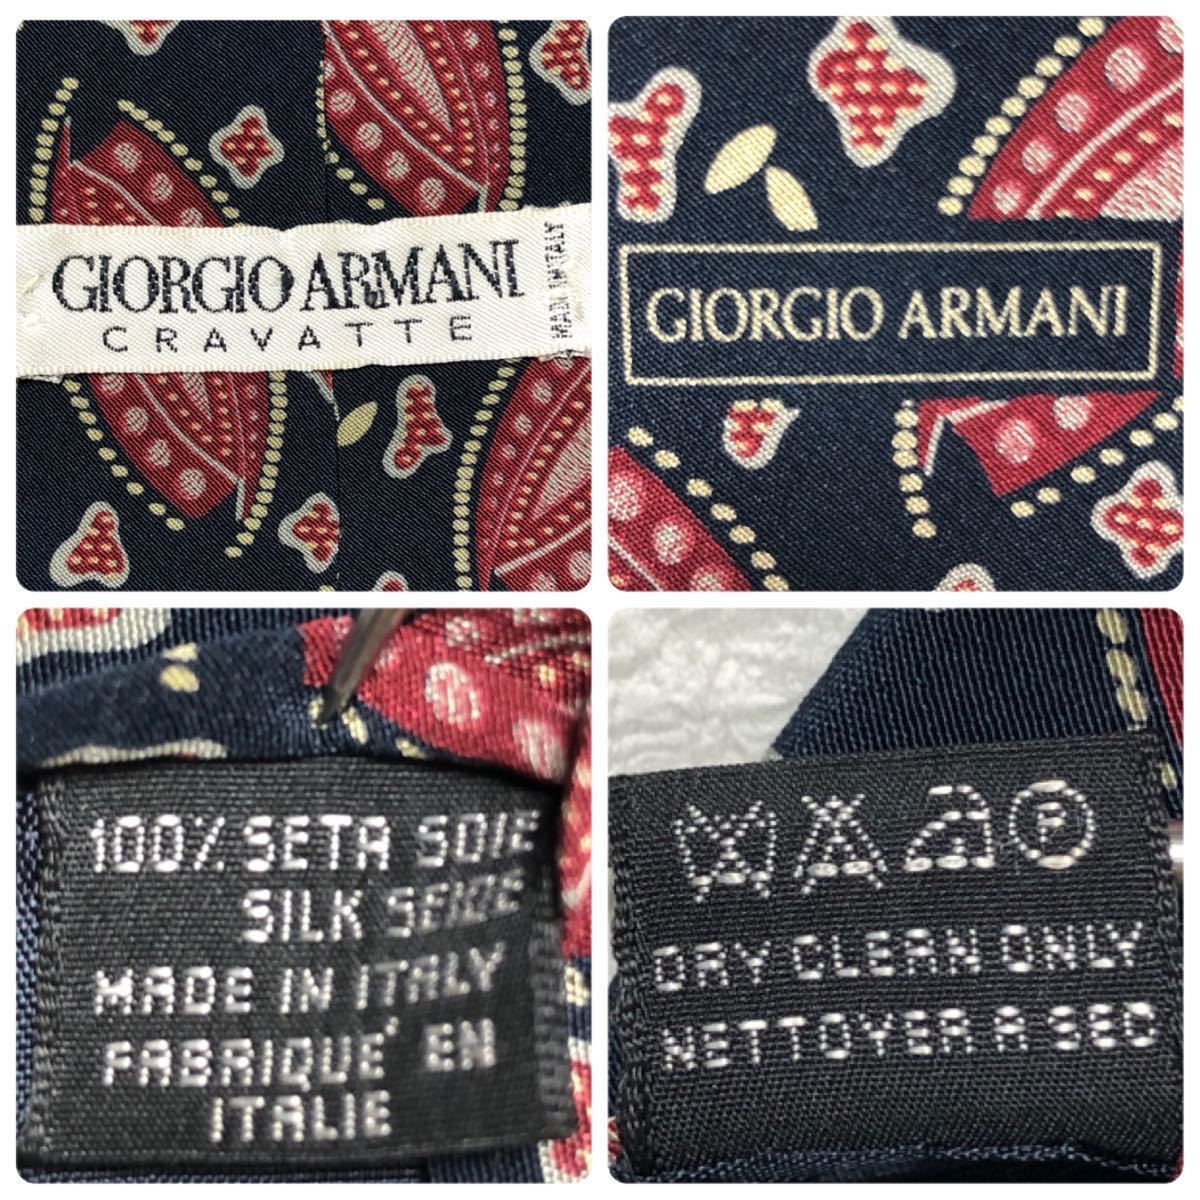 GIORGIO ARMANI
CRAVATTE
MADE IN ITALY
GIORGIO ARMANI
100% SETA SOIE
SILK SEIDE
MADE IN ITALY
FABRIQUE' EN
ITALIE
P
DRY CLEAN ONLY
NETTOYER A SEC